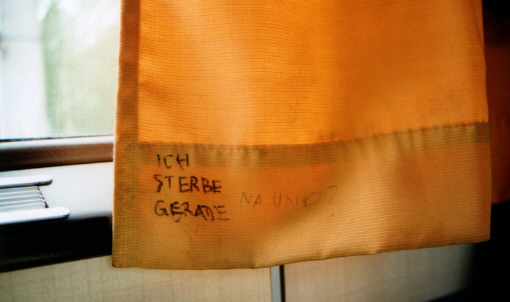 ICH
STERBE
GERADE
NA UND?